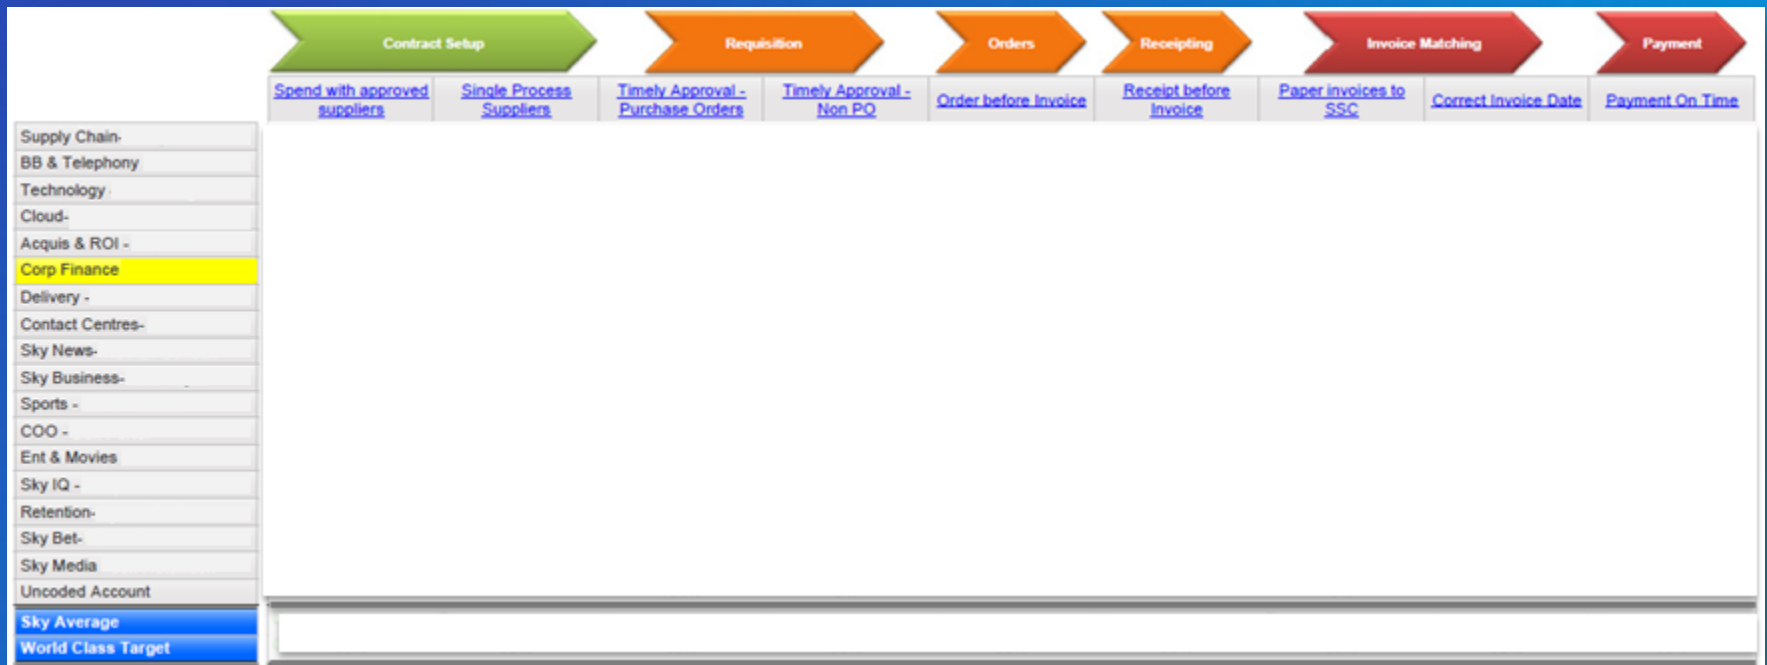 Contract Setup
Requisition
Orders
Receipting
Invoice Matching
Payment
Spend with approved
suppliers
Single Process
Suppliers
Timely Approval -
Purchase Orders
Timely Approval -
Non PO
Order before Invoice
Receipt before
Invoice
Paper invoices to
SSC
Correct Invoice Date
Payment On Time
Supply Chain-
BB & Telephony
Technology
Cloud-
Acquis & ROI -
Corp Finance
Delivery -
Contact Centres-
Sky News-
Sky Business-
Sports -
COO -
Ent & Movies
Sky IQ -
Retention-
Sky Bet-
Sky Media
Uncoded Account
Sky Average
World Class Target